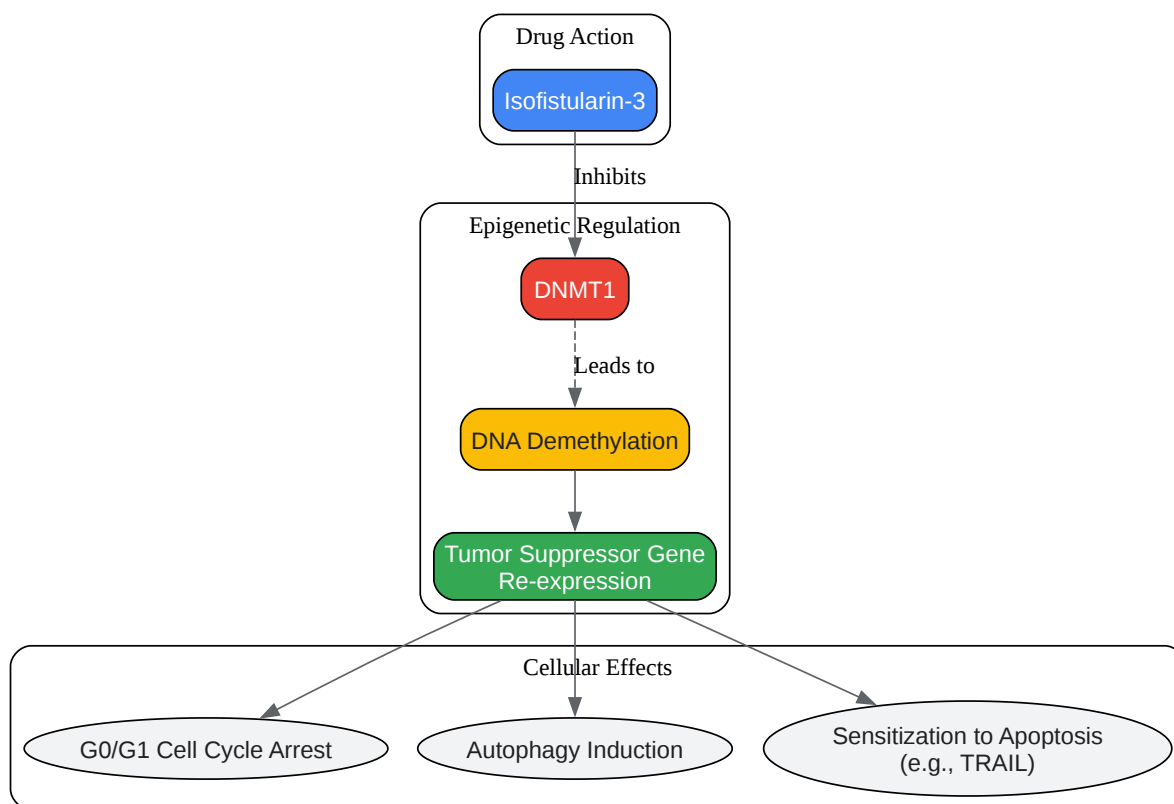 Drug Action
Isofistularin-3
Inhibits
Epigenetic Regulation
DNMT1
Leads to
DNA Demethylation
Tumor Suppressor Gene
Re-expression
Cellular Effects
G0/G1 Cell Cycle Arrest
Autophagy Induction
Sensitization to Apoptosis
(e.g., TRAIL)